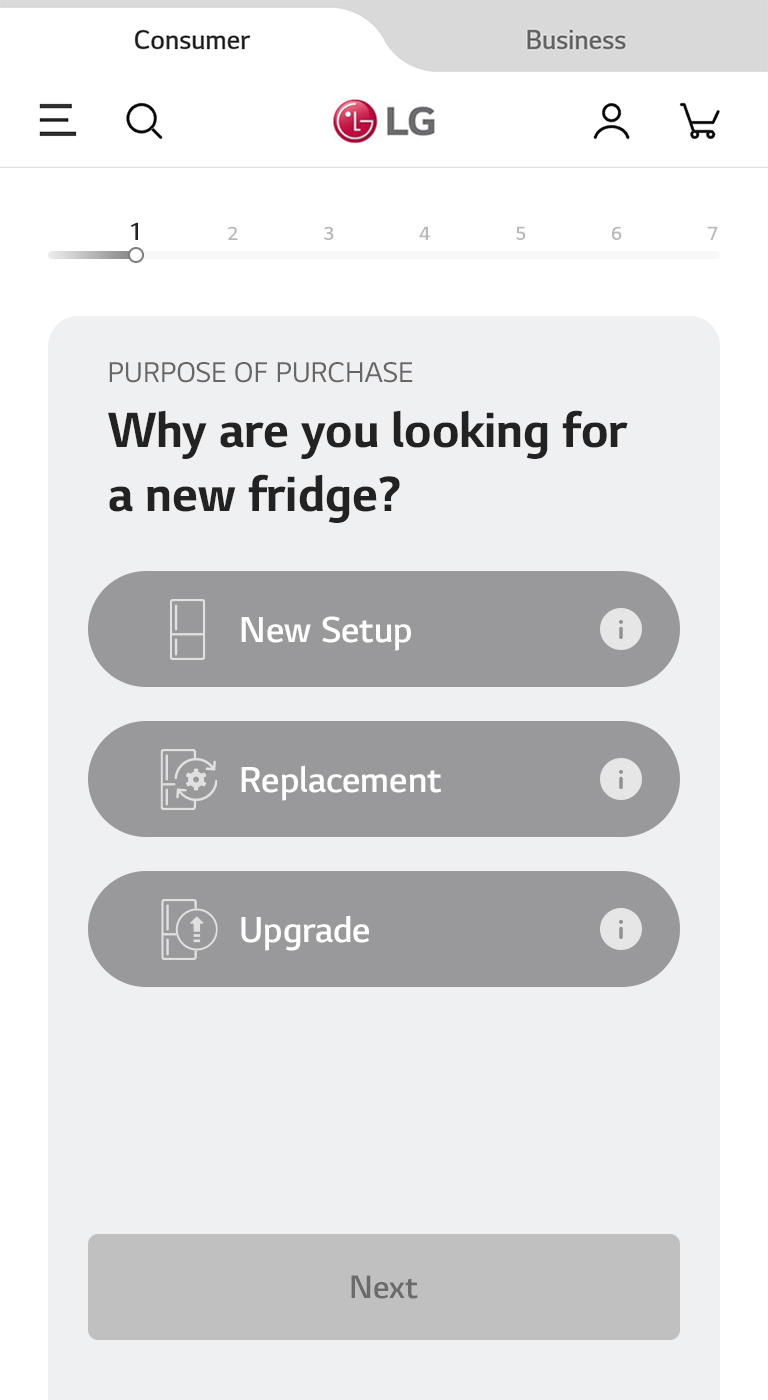 Consumer
Business
LG
1
2
3
4
5
6
7
PURPOSE OF PURCHASE
Why are you looking for
a new fridge?
New Setup
i
Replacement
i
Upgrade
i
Next